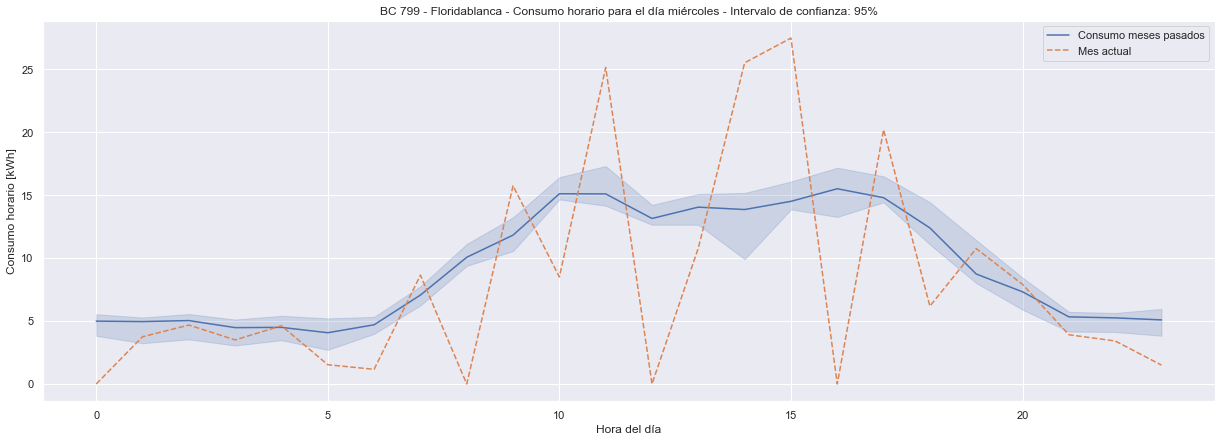 BC 799 - Floridablanca - Consumo horario para el día miércoles - Intervalo de confianza: 95%
Consumo meses pasados
Mes actual
Consumo horario [kWh]
25
20
15
10
5
0
0
5
10
15
20
Hora del día